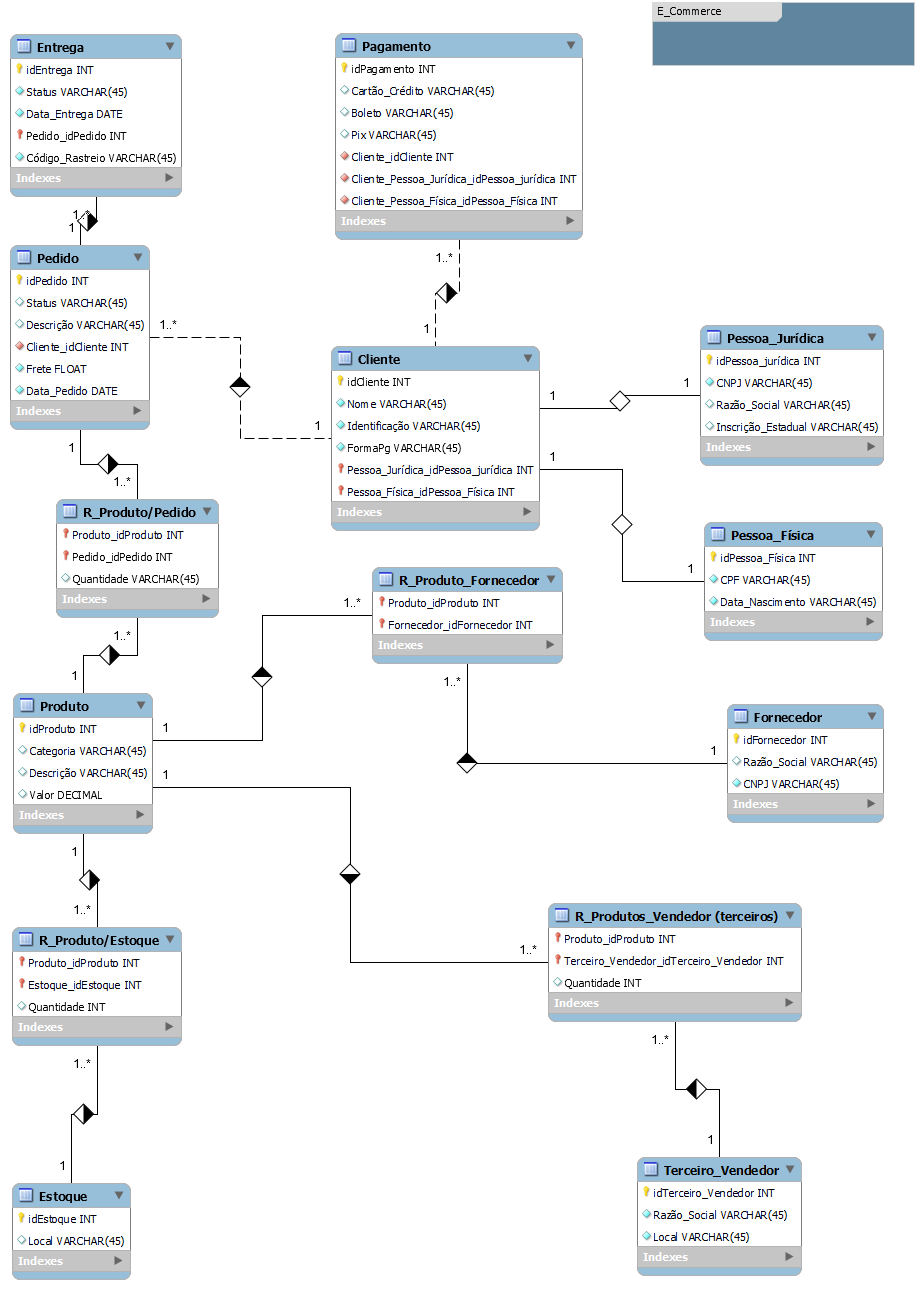 E_Commerce
Entrega
idEntrega INT
Status VARCHAR(45)
Data_Entrega DATE
Pedido_idPedido INT
Código_Rastreio VARCHAR(45)
Indexes
Pagamento
idPagamento INT
Cartão_Crédito VARCHAR(45)
Boleto VARCHAR(45)
Pix VARCHAR(45)
Cliente_idCliente INT
Cliente_Pessoa_Jurídica_idPessoa_jurídica INT
Cliente_Pessoa_Física_idPessoa_Física INT
Indexes
1..*
1
1..*
1
Pedido
idPedido INT
Status VARCHAR(45)
Descrição VARCHAR(45)
Cliente_idCliente INT
Frete FLOAT
Data_Pedido DATE
Indexes
1..*
1
Cliente
idCliente INT
Nome VARCHAR(45)
Identificação VARCHAR(45)
FormaPg VARCHAR(45)
Pessoa_Jurídica_idPessoa_jurídica INT
Pessoa_Física_idPessoa_Física INT
Indexes
1
1
Pessoa_Jurídica
idPessoa_jurídica INT
CNPJ VARCHAR(45)
Razão_Social VARCHAR(45)
Inscrição_Estadual VARCHAR(45)
Indexes
1
1
Pessoa_Física
idPessoa_Física INT
CPF VARCHAR(45)
Data_Nascimento VARCHAR(45)
Indexes
1
1..*
R_Produto/Pedido
Produto_idProduto INT
Pedido_idPedido INT
Quantidade VARCHAR(45)
Indexes
1..*
1
R_Produto_Fornecedor
Produto_idProduto INT
Fornecedor_idFornecedor INT
Indexes
1..*
1
1..*
1
Fornecedor
idFornecedor INT
Razão_Social VARCHAR(45)
CNPJ VARCHAR(45)
Indexes
Produto
idProduto INT
Categoria VARCHAR(45)
Descrição VARCHAR(45)
Valor DECIMAL
Indexes
1
1..*
1
1..*
R_Produto/Estoque
Produto_idProduto INT
Estoque_idEstoque INT
Quantidade INT
Indexes
R_Produtos_Vendedor (terceiros)
Produto_idProduto INT
Terceiro_Vendedor_idTerceiro_Vendedor INT
Quantidade INT
Indexes
1..*
1
1..*
1
Estoque
idEstoque INT
Local VARCHAR(45)
Indexes
Terceiro_Vendedor
idTerceiro_Vendedor INT
Razão_Social VARCHAR(45)
Local VARCHAR(45)
Indexes